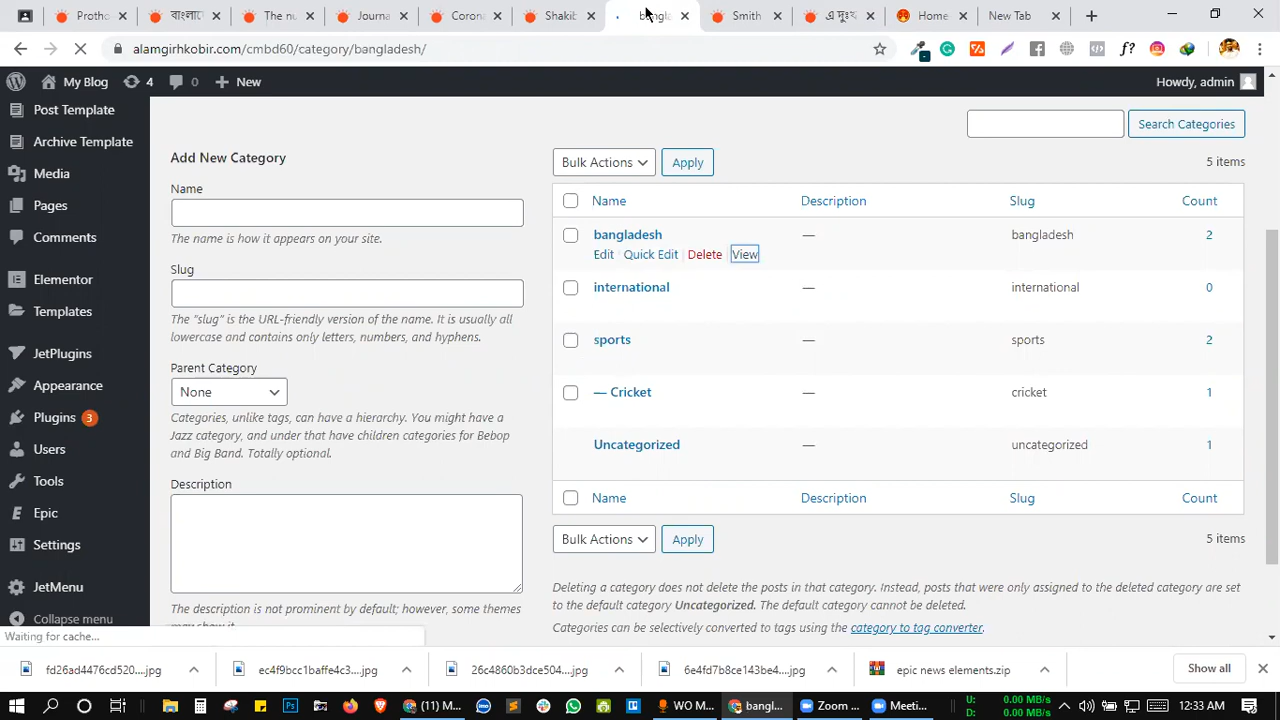 Proth
বাংলাদে
The nu
Journa
Coron
Shakib
bangla
Smith
এ দুঃহ
Home
New Tab
alamgirhkobir.com/cmbd60/category/bangladesh/
My Blog
4
0
New
Howdy, admin
Post Template
Archive Template
Media
Pages
Comments
Elementor
Templates
JetPlugins
Appearance
Plugins 3
Users
Tools
Epic
Settings
JetMenu
Collapse menu
Search Categories
Add New Category
Name
The name is how it appears on your site.
Slug
The "slug" is the URL-friendly version of the name. It is usually all
lowercase and contains only letters, numbers, and hyphens.
Parent Category
None
Categories, unlike tags, can have a hierarchy. You might have a
Jazz category, and under that have children categories for Bebop
and Big Band. Totally optional.
Description
The description is not prominent by default; however, some themes
Bulk Actions Apply 5 items
Name Description Slug Count
bangladesh — bangladesh 2
Edit Quick Edit | Delete View
international — international 0
sports — sports 2
— Cricket — cricket 1
Uncategorized — uncategorized 1
Name Description Slug Count
Bulk Actions Apply 5 items
Deleting a category does not delete the posts in that category. Instead, posts that were only assigned to the deleted category are set
to the default category Uncategorized. The default category cannot be deleted.
Categories can be selectively converted to tags using the category to tag converter.
Waiting for cache...
fd26ad4476cd520....jpg
ec4f9bcc1baffe4c3....jpg
26c4860b3dce504....jpg
6e4fd7b8ce143be4....jpg
epic news elements.zip
Show all
(11) M...
WO M...
bangl...
Zoom ...
Meeti...
U: 0.00 MB/s
D: 0.00 MB/s
12:33 AM